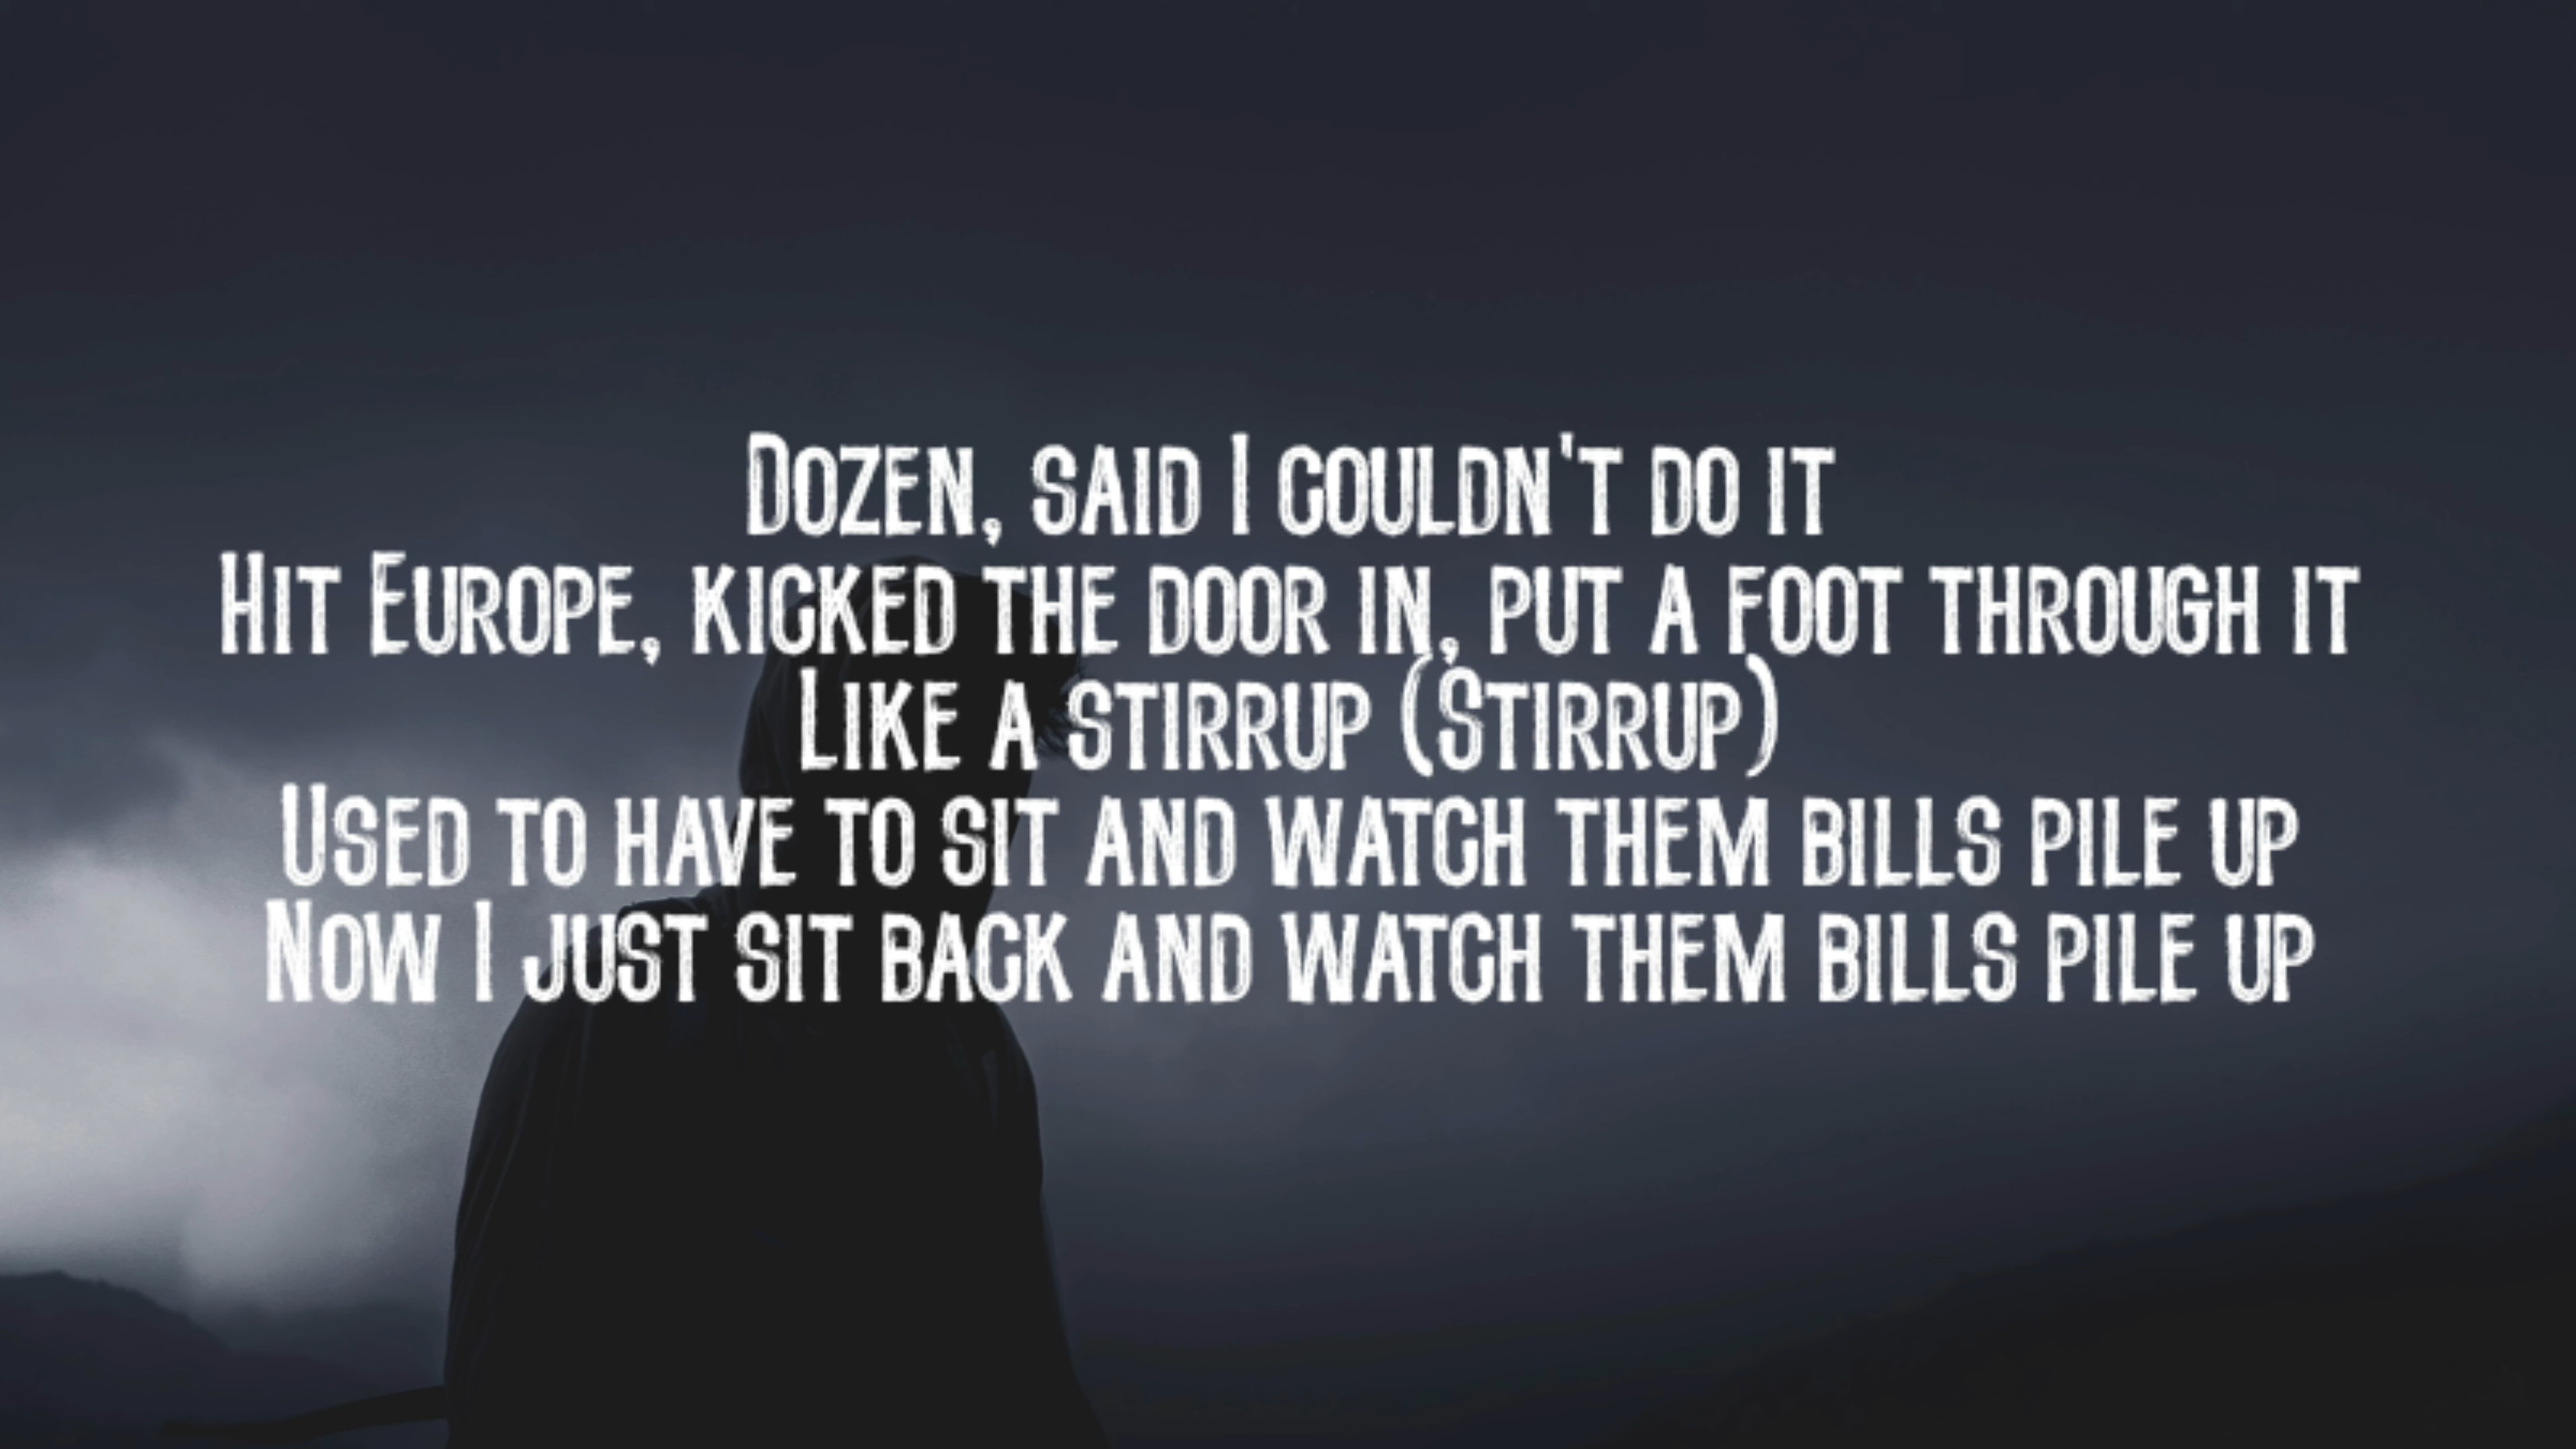 Dozen, said I couldn't do it
Hit Europe, kicked the door in, put a foot through it
Like a stirrup (Stirrup)
Used to have to sit and watch them bills pile up
Now I just sit back and watch them bills pile up